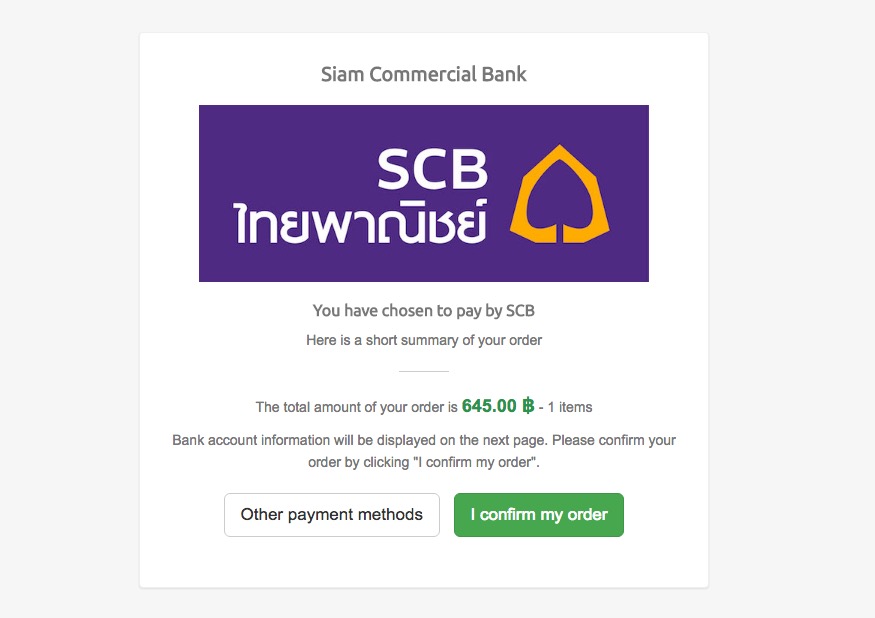 Siam Commercial Bank
SCB
ไทยพาณิชย์
You have chosen to pay by SCB
Here is a short summary of your order
The total amount of your order is 645.00 ฿ - 1 items
Bank account information will be displayed on the next page. Please confirm your
order by clicking "I confirm my order".
Other payment methods
I confirm my order